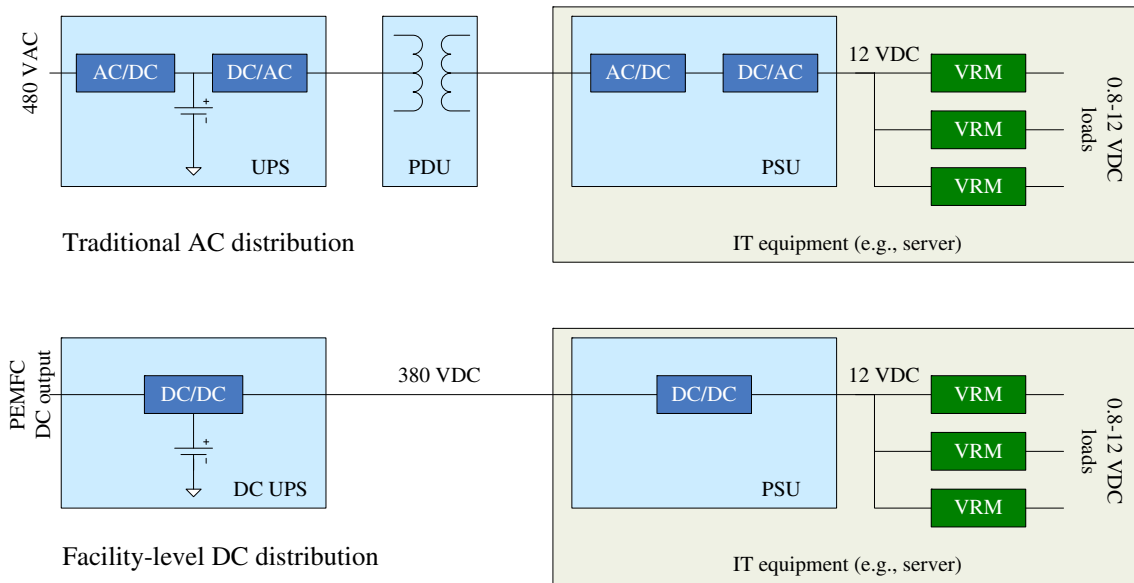 480 VAC
AC/DC
DC/AC
+
UPS
PDU
AC/DC
DC/AC
PSU
12 VDC
VRM
VRM
VRM
0.8-12 VDC
loads
IT equipment (e.g., server)
Traditional AC distribution
PEMFC
DC output
DC/DC
+
DC UPS
380 VDC
DC/DC
PSU
12 VDC
VRM
VRM
VRM
0.8-12 VDC
loads
IT equipment (e.g., server)
Facility-level DC distribution